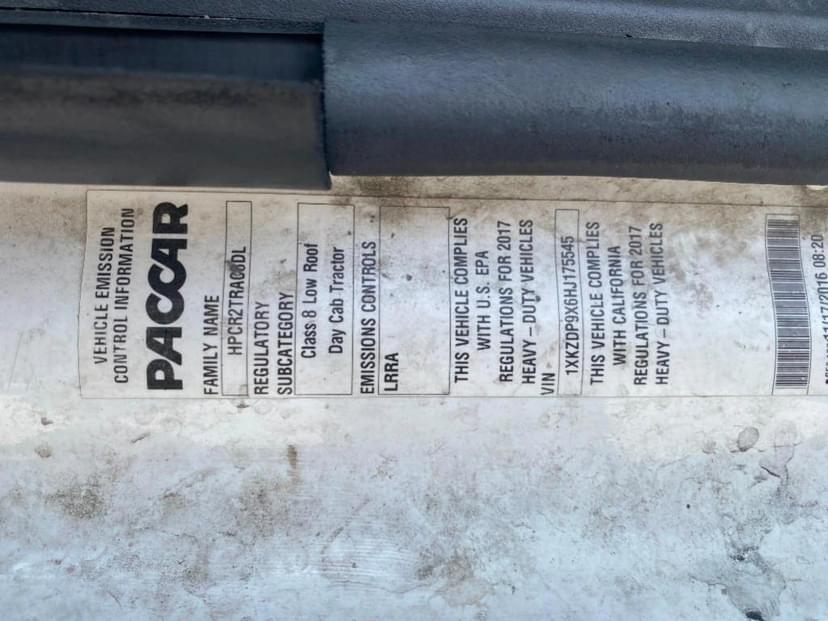 VEHICLE EMISSION
CONTROL INFORMATION
PACCAR
FAMILY NAME
HPCR2TRAC0DL
REGULATORY
SUBCATEGORY
Class 8 Low Roof
Day Cab Tractor
EMISSIONS CONTROLS
LRRA
THIS VEHICLE COMPLIES
WITH U.S. EPA
REGULATIONS FOR 2017
HEAVY – DUTY VEHICLES
VIN
1XKZDP9X6HJ175545
THIS VEHICLE COMPLIES
WITH CALIFORNIA
REGULATIONS FOR 2017
HEAVY – DUTY VEHICLES
11/17/2016 08:20